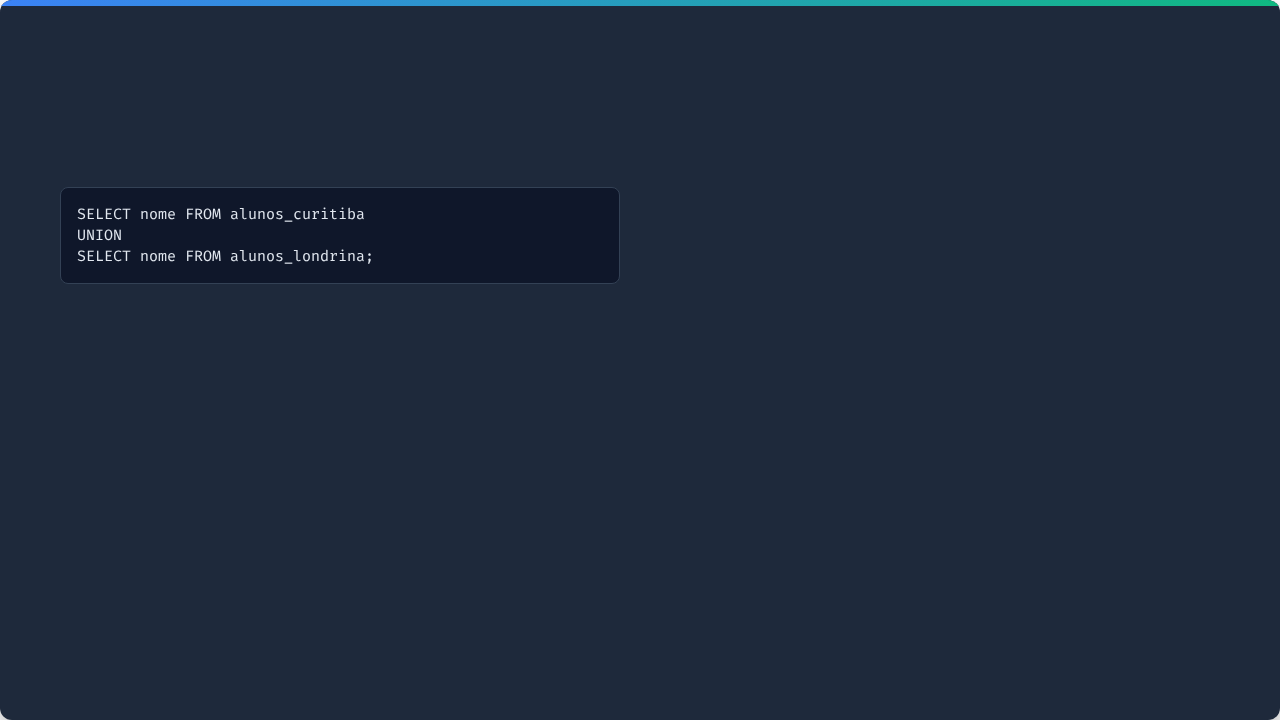 SELECT nome FROM alunos_curitiba
UNION
SELECT nome FROM alunos_londrina;